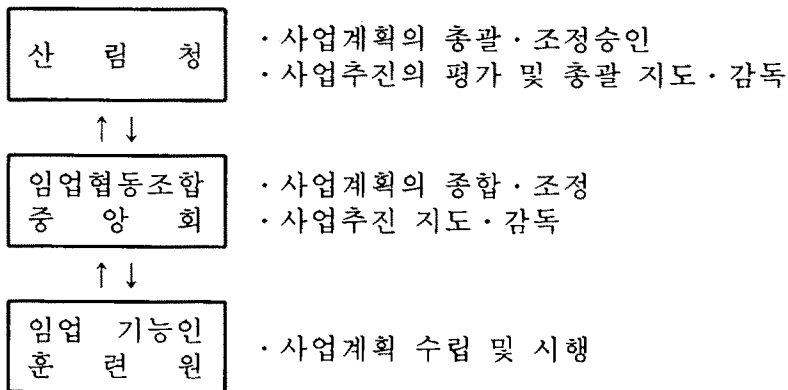 산 림 청
·사업계획의 총괄·조정승인
·사업추진의 평가 및 총괄 지도·감독
↑↓
임업협동조합
중 앙 회
·사업계획의 종합·조정
·사업추진 지도·감독
↑↓
임업 기능인
훈 련 원
·사업계획 수립 및 시행